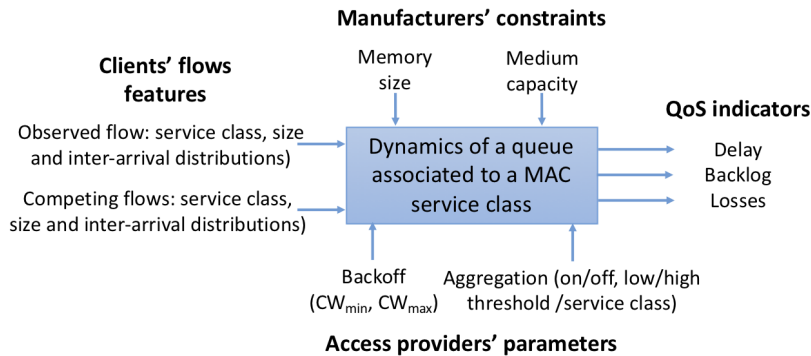 Manufacturers' constraints
Memory
size
Medium
capacity
Clients' flows
features
Observed flow: service class, size
and inter-arrival distributions)
Competing flows: service class,
size and inter-arrival distributions)
Dynamics of a queue
associated to a MAC
service class
QoS indicators
Delay
Backlog
Losses
Backoff
(CWmin, CWmax)
Aggregation (on/off, low/high
threshold /service class)
Access providers' parameters